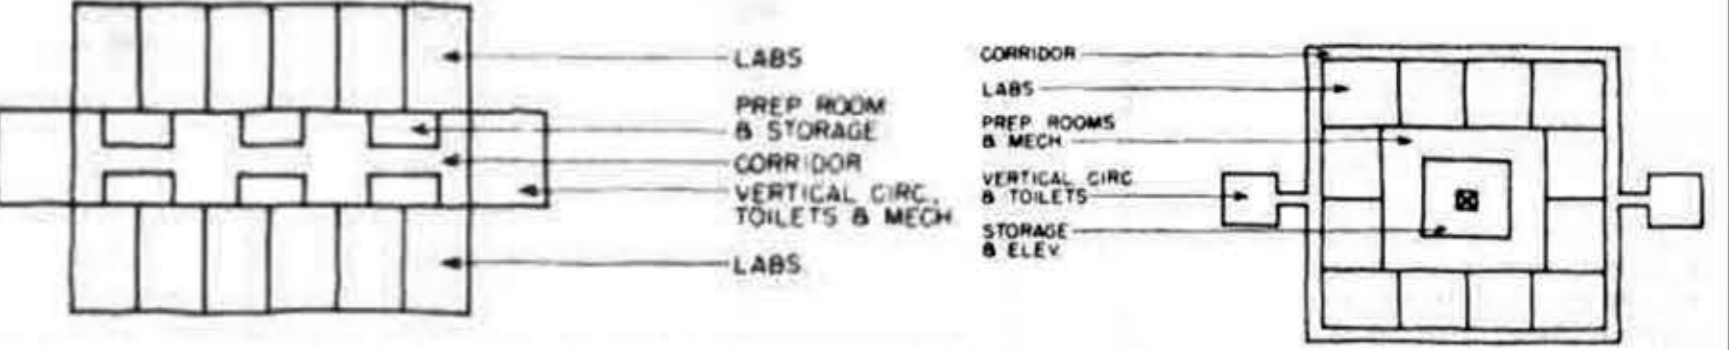 LABS
PREP ROOM
& STORAGE
CORRIDOR
VERTICAL CIRC.,
TOILETS & MECH.
LABS
CORRIDOR
LABS
PREP ROOMS
& MECH
VERTICAL CIRC
& TOILETS
STORAGE
& ELEV.